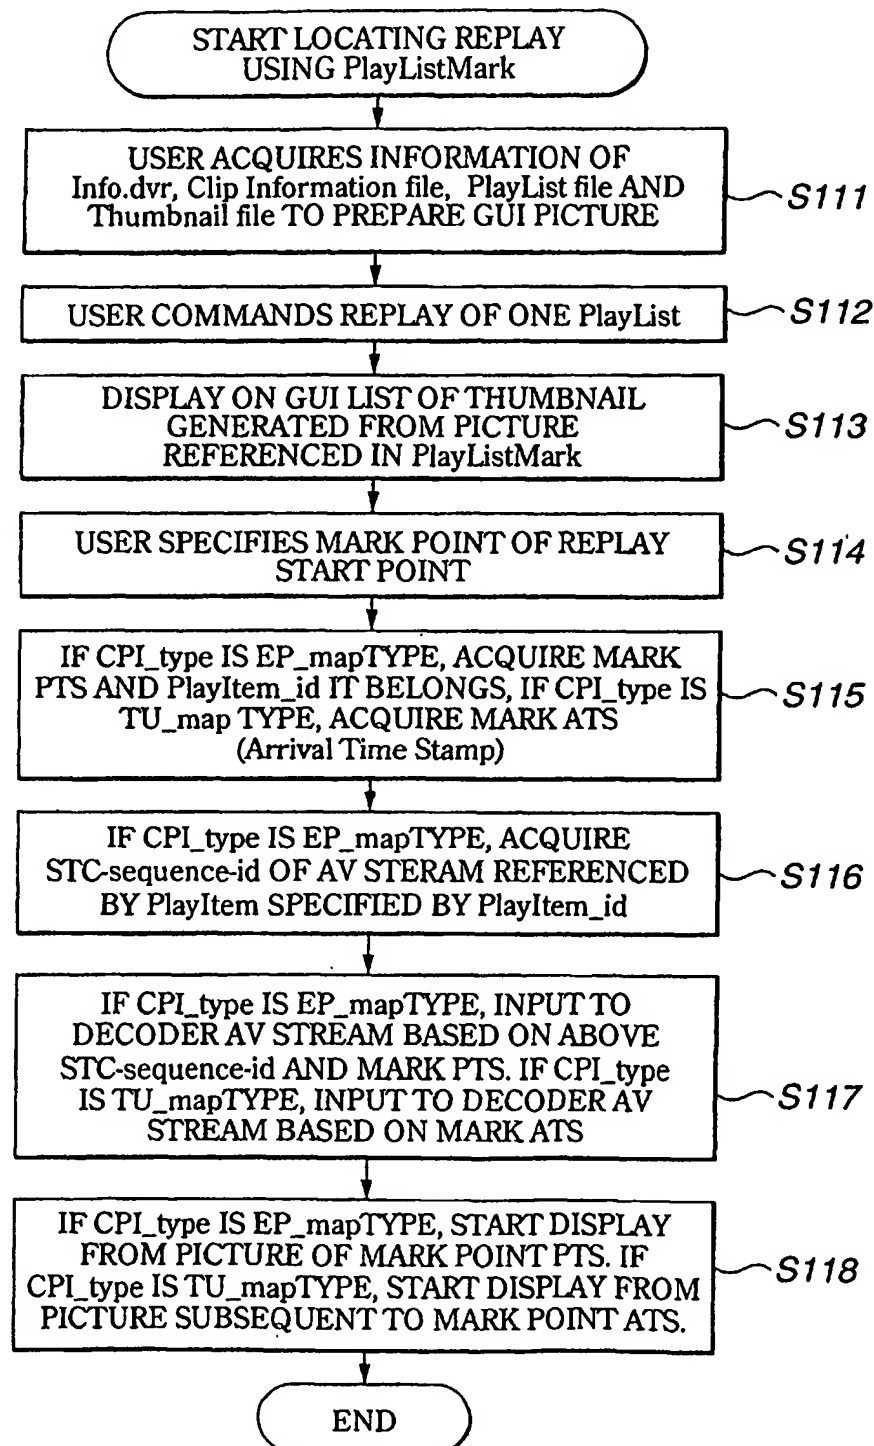 START LOCATING REPLAY
USING PlayListMark
USER ACQUIRES INFORMATION OF
Info.dvr, Clip Information file, PlayList file AND
Thumbnail file TO PREPARE GUI PICTURE
S111
USER COMMANDS REPLAY OF ONE PlayList
S112
DISPLAY ON GUI LIST OF THUMBNAIL
GENERATED FROM PICTURE
REFERENCED IN PlayListMark
S113
USER SPECIFIES MARK POINT OF REPLAY
START POINT
S114
IF CPI_type IS EP_mapTYPE, ACQUIRE MARK
PTS AND PlayItem_id IT BELONGS, IF CPI_type IS
TU_map TYPE, ACQUIRE MARK ATS
(Arrival Time Stamp)
S115
IF CPI_type IS EP_mapTYPE, ACQUIRE
STC-sequence-id OF AV STERAM REFERENCED
BY PlayItem SPECIFIED BY PlayItem_id
S116
IF CPI_type IS EP_mapTYPE, INPUT TO
DECODER AV STREAM BASED ON ABOVE
STC-sequence-id AND MARK PTS. IF CPI_type
IS TU_mapTYPE, INPUT TO DECODER AV
STREAM BASED ON MARK ATS
S117
IF CPI_type IS EP_mapTYPE, START DISPLAY
FROM PICTURE OF MARK POINT PTS. IF
CPI_type IS TU_mapTYPE, START DISPLAY FROM
PICTURE SUBSEQUENT TO MARK POINT ATS.
S118
END